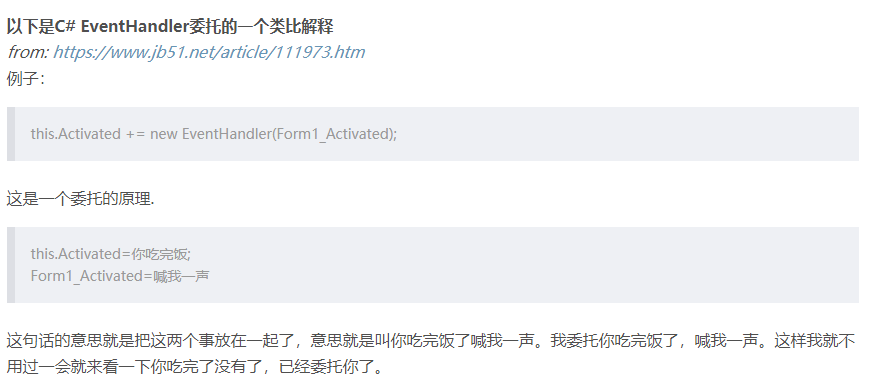 以下是C# EventHandler委托的一个类比解释
from: https://www.jb51.net/article/111973.htm
例子：
this.Activated += new EventHandler(Form1_Activated);
这是一个委托的原理.
this.Activated=你吃完饭;
Form1_Activated=喊我一声
这句话的意思就是把这两个事放在一起了，意思就是叫你吃完饭了喊我一声。我委托你吃完饭了，喊我一声。这样我就不
用过一会就来看一下你吃完了没有了，已经委托你了。